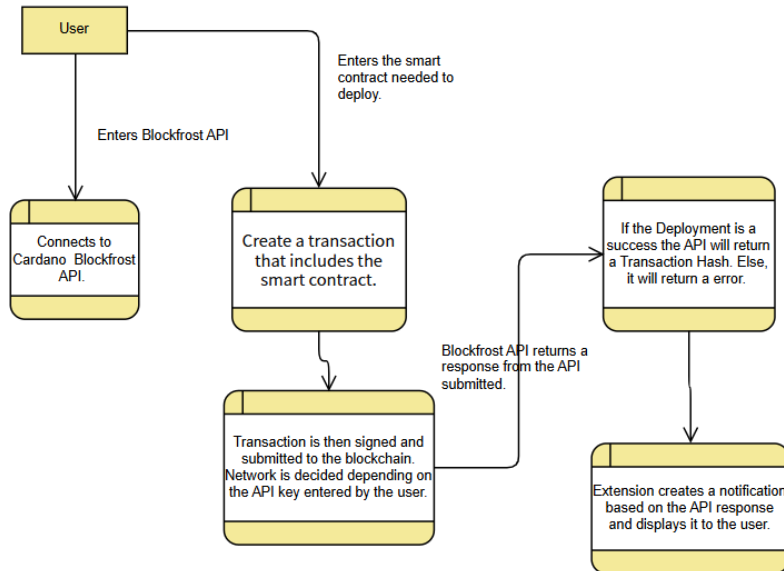 User
Enters the smart
contract needed to
deploy.
Enters Blockfrost API
Connects to
Cardano Blockfrost
API.
Create a transaction
that includes the
smart contract.
If the Deployment is a
success the API will return
a Transaction Hash. Else,
it will return a error.
Blockfrost API returns a
response from the API
submitted.
Transaction is then signed and
submitted to the blockchain.
Network is decided depending on
the API key entered by the user.
Extension creates a notification
based on the API response
and displays it to the user.